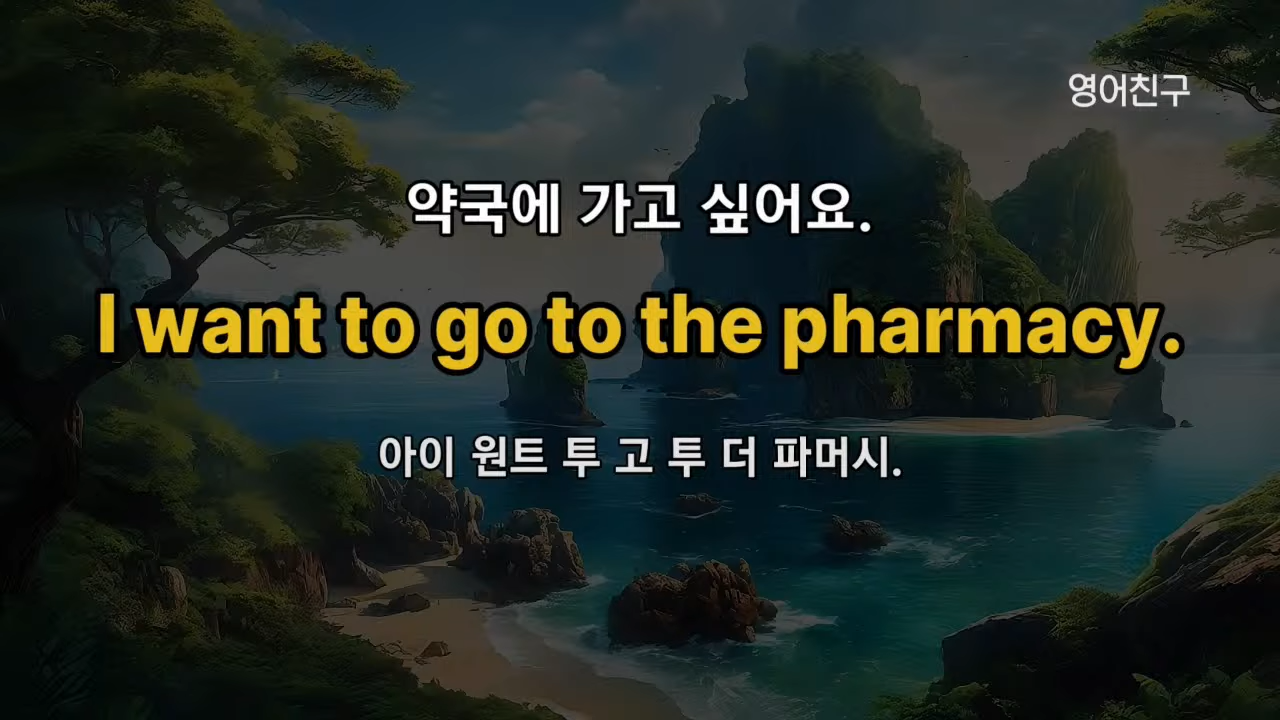 영어친구
약국에 가고 싶어요.
I want to go to the pharmacy.
아이 원트 투 고 투 더 파머시.